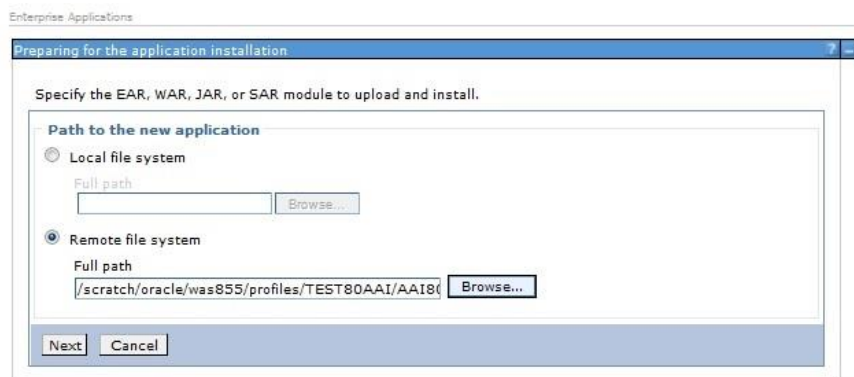 Enterprise Applications
Preparing for the application installation ? –
Specify the EAR, WAR, JAR, or SAR module to upload and install.
Path to the new application
Local file system
Full path
Browse...
Remote file system
Full path
/scratch/oracle/was855/profiles/TEST80AAI/AAI80
Browse...
Next Cancel